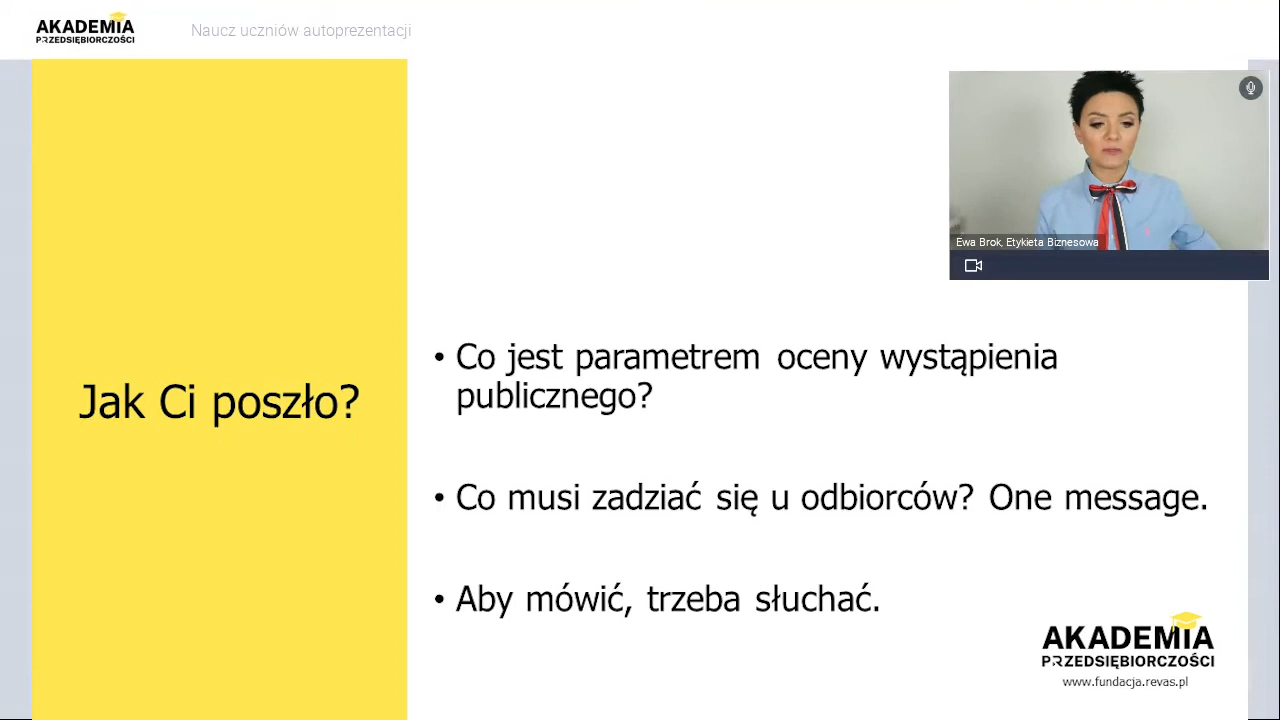 AKADEMIA
PRZEDSIĘBIORCZOŚCI
Naucz uczniów autoprezentacji
Ewa Brok, Etykieta Biznesowa
Jak Ci poszło?
• Co jest parametrem oceny wystąpienia
publicznego?
• Co musi zadziać się u odbiorców? One message.
• Aby mówić, trzeba słuchać.
AKADEMIA
PRZEDSIĘBIORCZOŚCI
www.fundacja.revas.pl